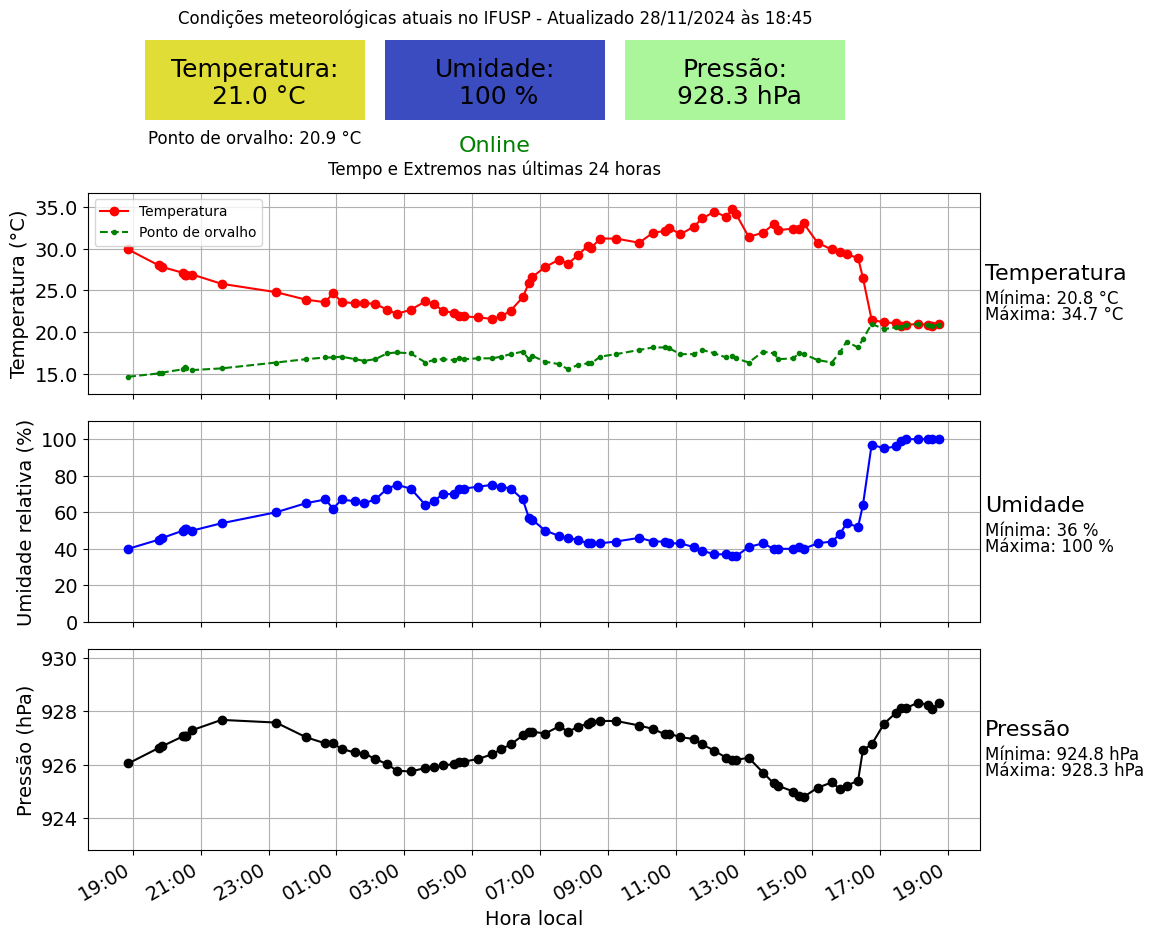 Condições meteorológicas atuais no IFUSP - Atualizado 28/11/2024 às 18:45
Temperatura:
21.0 °C
Umidade:
100 %
Pressão:
928.3 hPa
Ponto de orvalho: 20.9 °C
Online
Tempo e Extremos nas últimas 24 horas
Temperatura (°C)
35.0
30.0
25.0
20.0
15.0
Temperatura
Ponto de orvalho
Temperatura
Mínima: 20.8 °C
Máxima: 34.7 °C
Umidade relativa (%)
100
80
60
40
20
0
Umidade
Mínima: 36 %
Máxima: 100 %
Pressão (hPa)
930
928
926
924
Pressão
Mínima: 924.8 hPa
Máxima: 928.3 hPa
19:00 21:00 23:00 01:00 03:00 05:00 07:00 09:00 11:00 13:00 15:00 17:00 19:00
Hora local